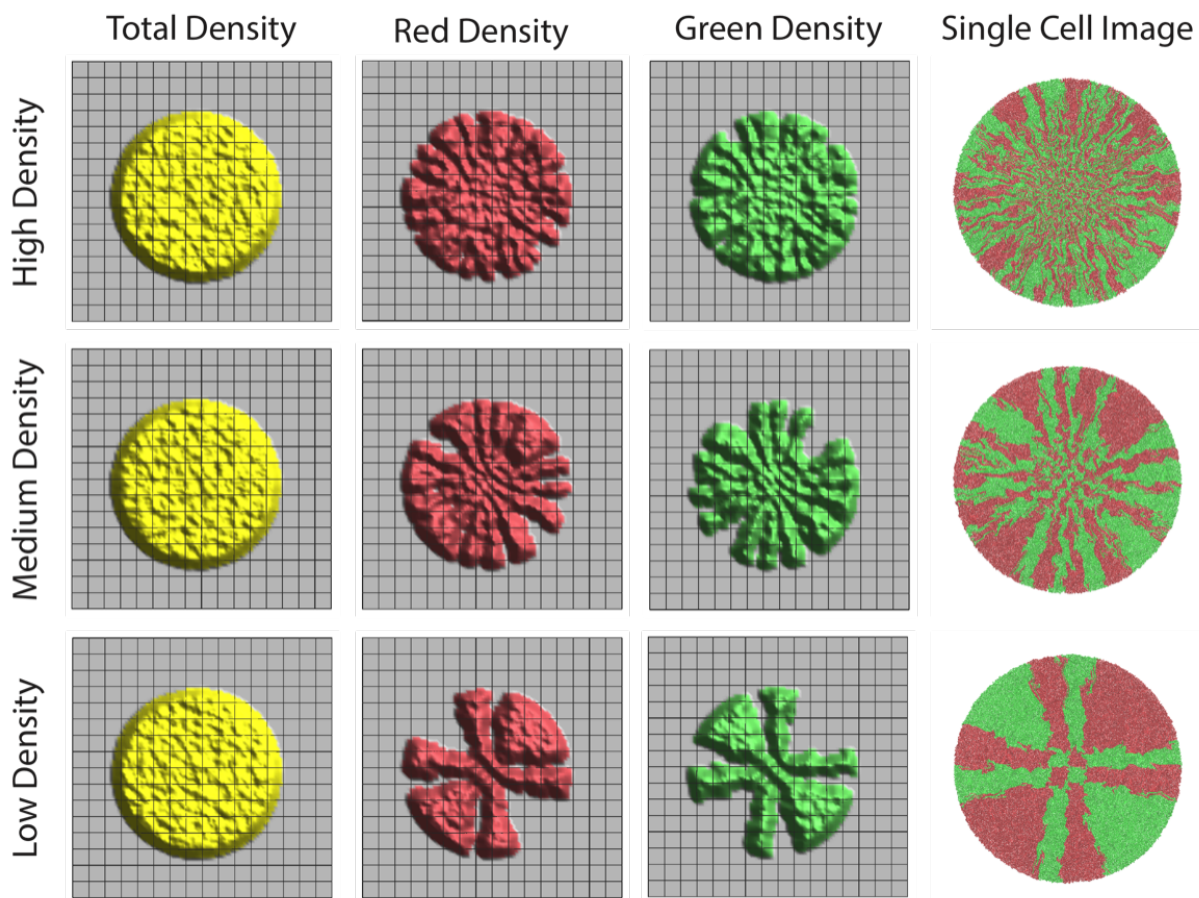 Total Density
Red Density
Green Density
Single Cell Image
High Density
Medium Density
Low Density